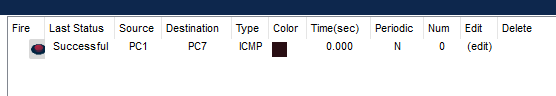 Fire Last Status Source Destination Type Color Time(sec) Periodic Num Edit Delete
Successful PC1 PC7 ICMP 0.000 N 0 (edit)